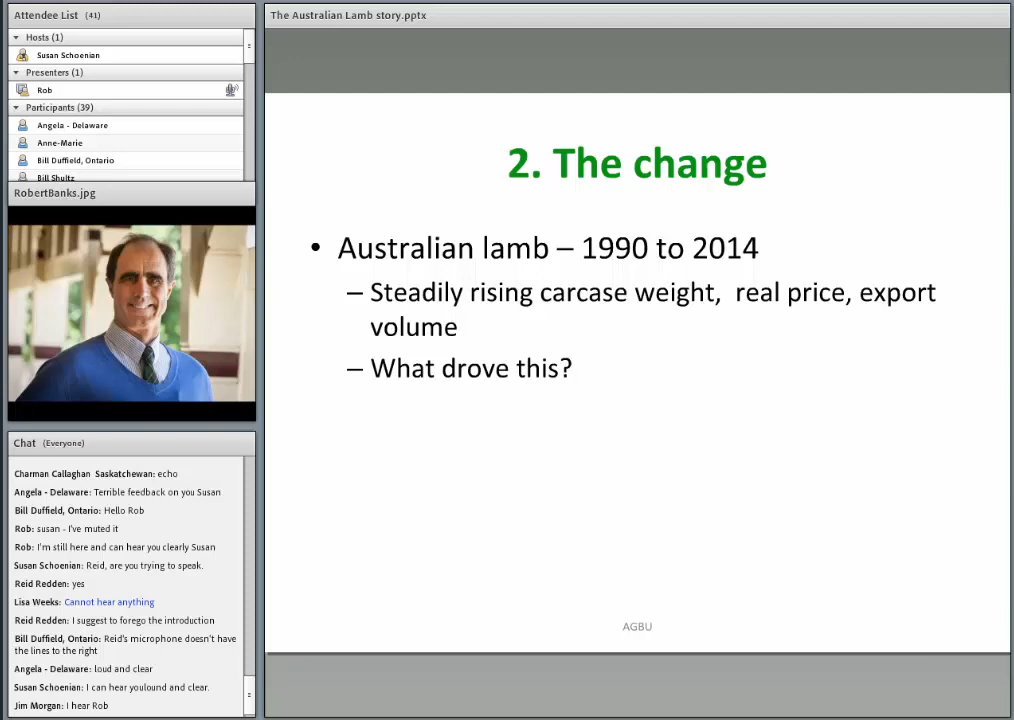 Attendee List (41)
Hosts (1)
Susan Schoenian
Presenters (1)
Rob
Participants (39)
Angela - Delaware
Anne-Marie
Bill Duffield, Ontario
Bill Shultz
RobertBanks.jpg
Chat (Everyone)
Charman Callaghan Saskatchewan: echo
Angela - Delaware: Terrible feedback on you Susan
Bill Duffield, Ontario: Hello Rob
Rob: susan - I've muted it
Rob: I'm still here and can hear you clearly Susan
Susan Schoenian: Reid, are you trying to speak.
Reid Redden: yes
Lisa Weeks: Cannot hear anything
Reid Redden: I suggest to forego the introduction
Bill Duffield, Ontario: Reid's microphone doesn't have
the lines to the right
Angela - Delaware: loud and clear
Susan Schoenian: I can hear youlound and clear.
Jim Morgan: I hear Rob
The Australian Lamb story.pptx
2. The change
• Australian lamb – 1990 to 2014
– Steadily rising carcase weight, real price, export
volume
– What drove this?
AGBU